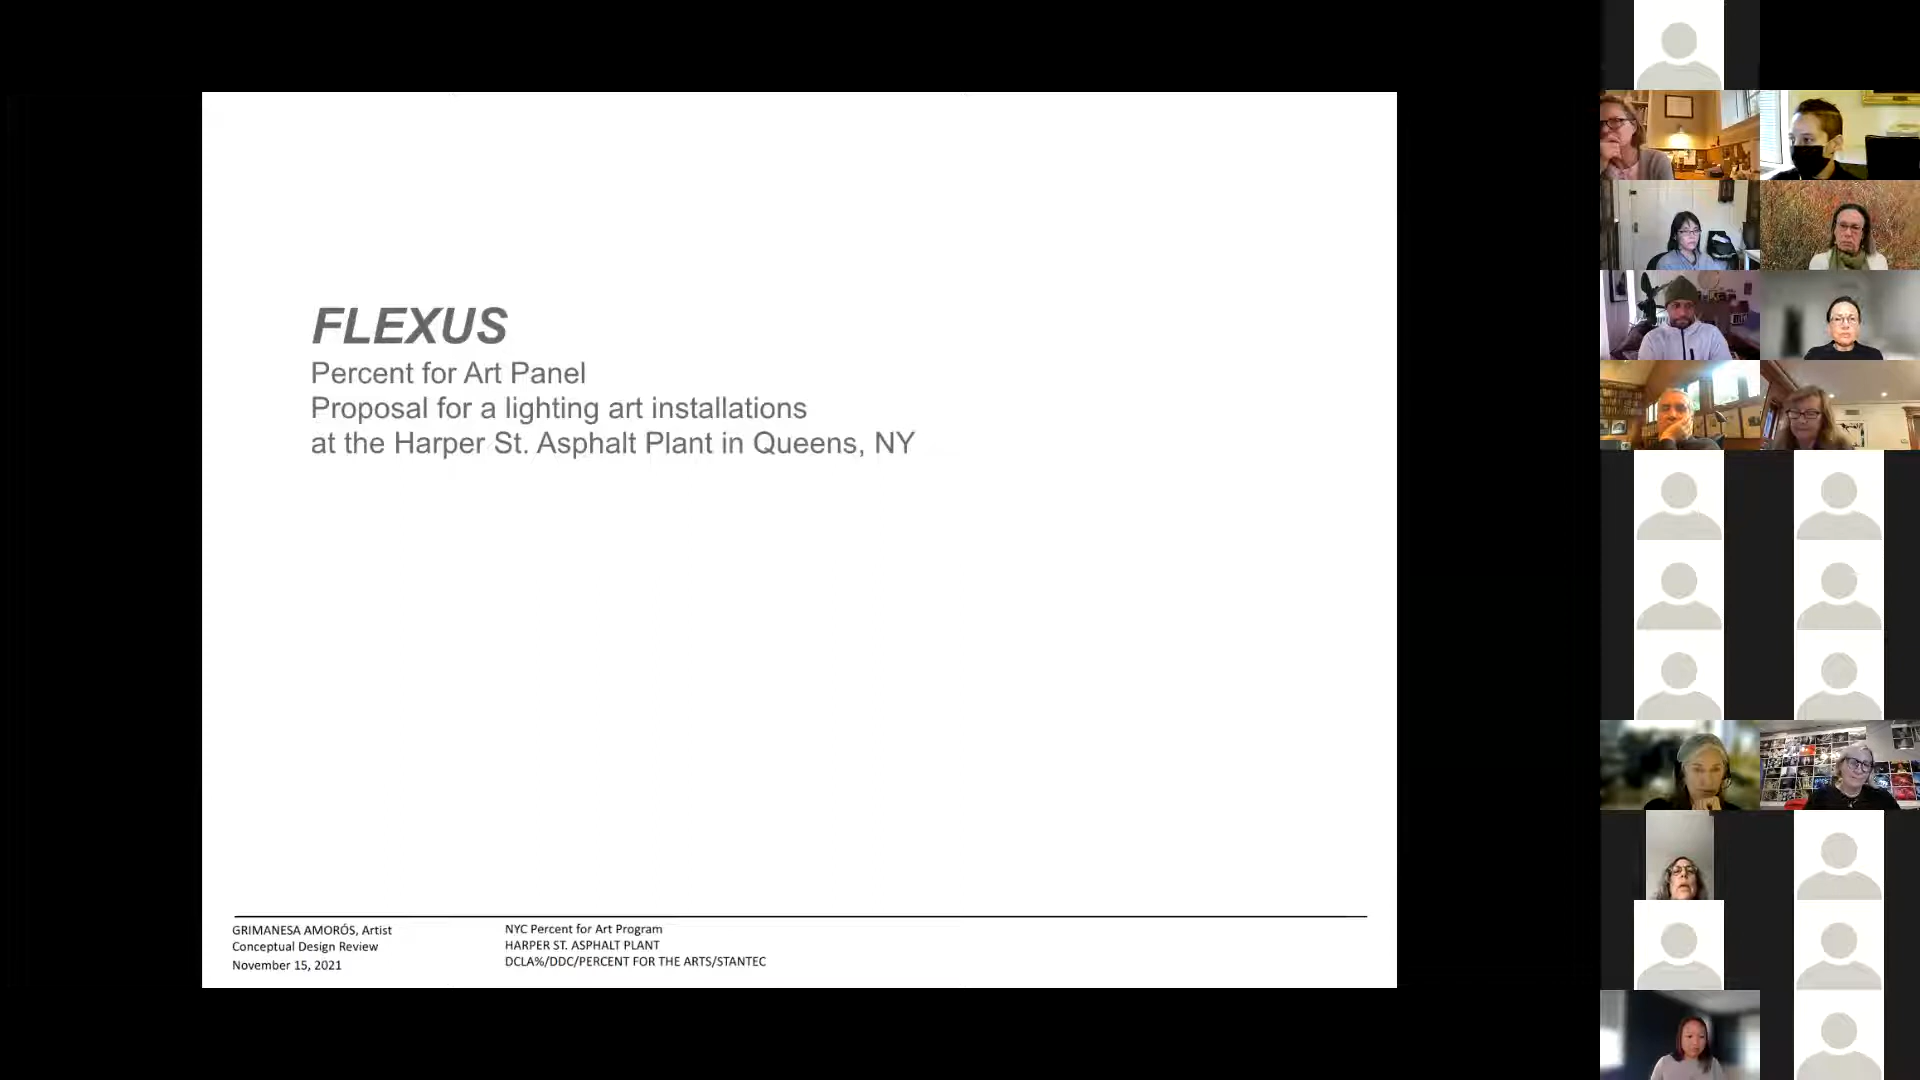 FLEXUS
Percent for Art Panel
Proposal for a lighting art installations
at the Harper St. Asphalt Plant in Queens, NY
GRIMANESA AMORÓS, Artist
Conceptual Design Review
November 15, 2021
NYC Percent for Art Program
HARPER ST. ASPHALT PLANT
DCLA%/DDC/PERCENT FOR THE ARTS/STANTEC